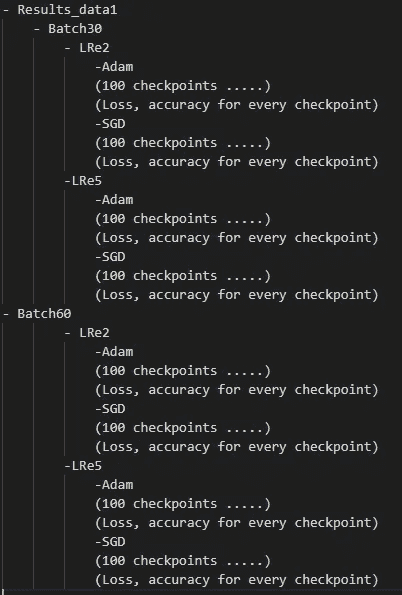 - Results_data1
- Batch30
- LRe2
-Adam
(100 checkpoints .....)
(Loss, accuracy for every checkpoint)
-SGD
(100 checkpoints .....)
(Loss, accuracy for every checkpoint)
-LRe5
-Adam
(100 checkpoints .....)
(Loss, accuracy for every checkpoint)
-SGD
(100 checkpoints .....)
(Loss, accuracy for every checkpoint)
- Batch60
- LRe2
-Adam
(100 checkpoints .....)
(Loss, accuracy for every checkpoint)
-SGD
(100 checkpoints .....)
(Loss, accuracy for every checkpoint)
-LRe5
-Adam
(100 checkpoints .....)
(Loss, accuracy for every checkpoint)
-SGD
(100 checkpoints .....)
(Loss, accuracy for every checkpoint)